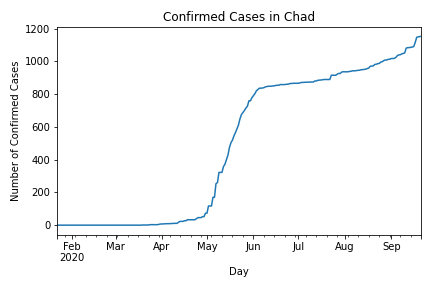 Confirmed Cases in Chad
Number of Confirmed Cases
1200
1000
800
600
400
200
0
Feb Mar Apr May Jun Jul Aug Sep
2020
Day